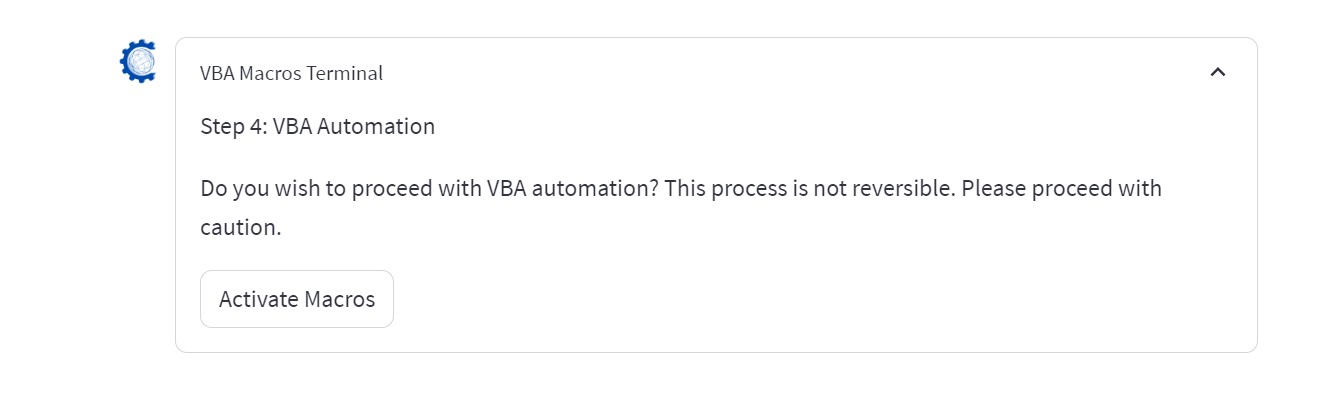 VBA Macros Terminal
Step 4: VBA Automation
Do you wish to proceed with VBA automation? This process is not reversible. Please proceed with
caution.
Activate Macros